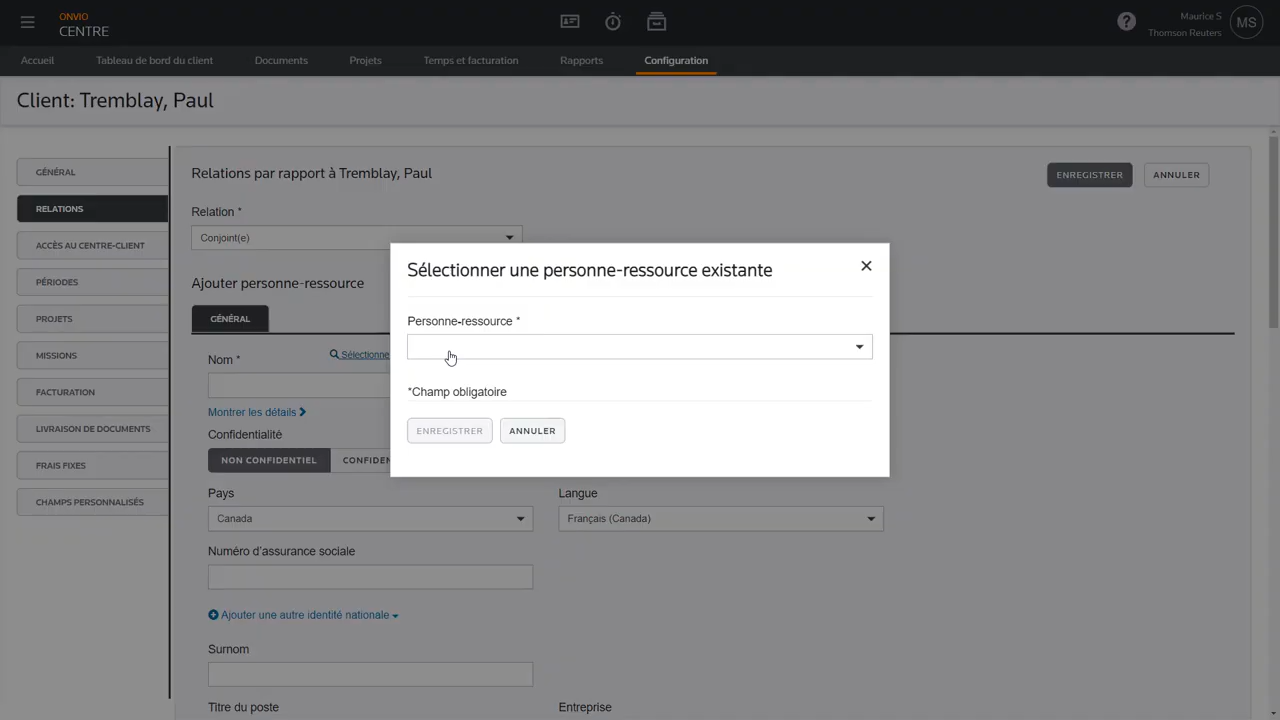 ONVIO
CENTRE
Maurice S
Thomson Reuters
MS
Accueil
Tableau de bord du client
Documents
Projets
Temps et facturation
Rapports
Configuration
Client: Tremblay, Paul
GÉNÉRAL
RELATIONS
ACCÈS AU CENTRE-CLIENT
PÉRIODES
PROJETS
MISSIONS
FACTURATION
LIVRAISON DE DOCUMENTS
FRAIS FIXES
CHAMPS PERSONNALISÉS
Relations par rapport à Tremblay, Paul
ENREGISTRER
ANNULER
Relation *
Conjoint(e)
Ajouter personne-ressource
GÉNÉRAL
Nom *
Sélectionne
Montrer les détails
Confidentialité
NON CONFIDENTIEL
CONFIDEN
Pays
Canada
Langue
Français (Canada)
Numéro d'assurance sociale
Ajouter une autre identité nationale
Surnom
Titre du poste
Entreprise
Sélectionner une personne-ressource existante
Personne-ressource *
*Champ obligatoire
ENREGISTRER
ANNULER